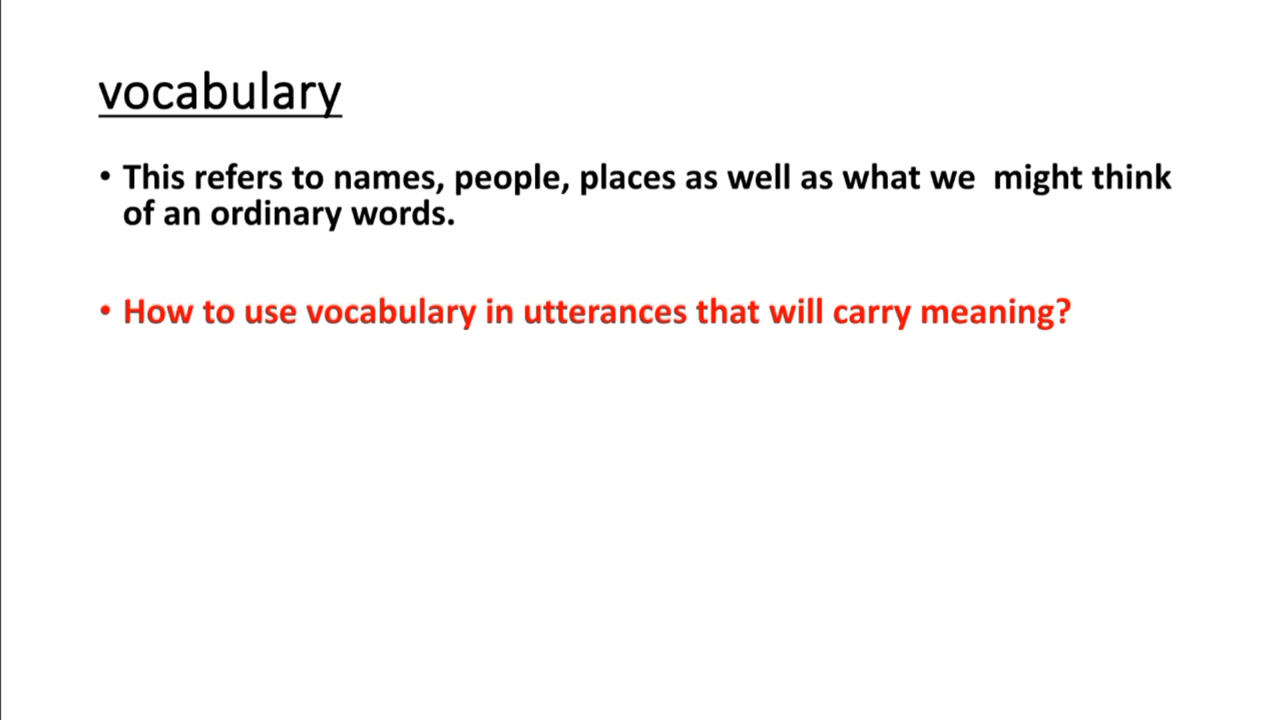 vocabulary
• This refers to names, people, places as well as what we  might think
of an ordinary words.
• How to use vocabulary in utterances that will carry meaning?